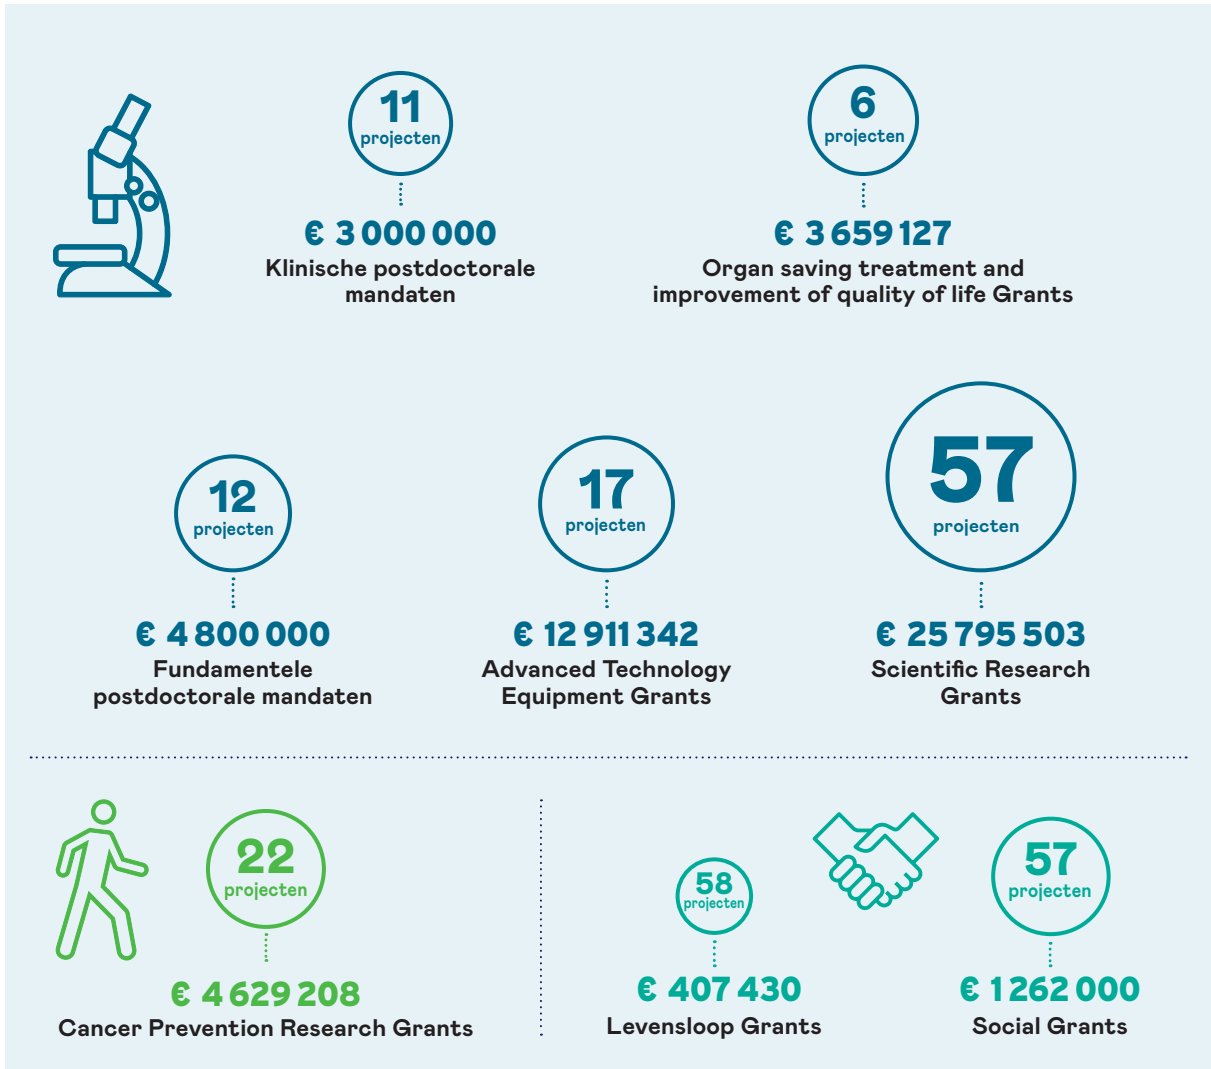 11
projecten
€ 3 000 000
Klinische postdoctorale
mandaten
6
projecten
€ 3 659 127
Organ saving treatment and
improvement of quality of life Grants
12
projecten
€ 4 800 000
Fundamentele
postdoctorale mandaten
17
projecten
€ 12 911 342
Advanced Technology
Equipment Grants
57
projecten
€ 25 795 503
Scientific Research
Grants
22
projecten
€ 4 629 208
Cancer Prevention Research Grants
58
projecten
€ 407 430
Levensloop Grants
57
projecten
€ 1 262 000
Social Grants